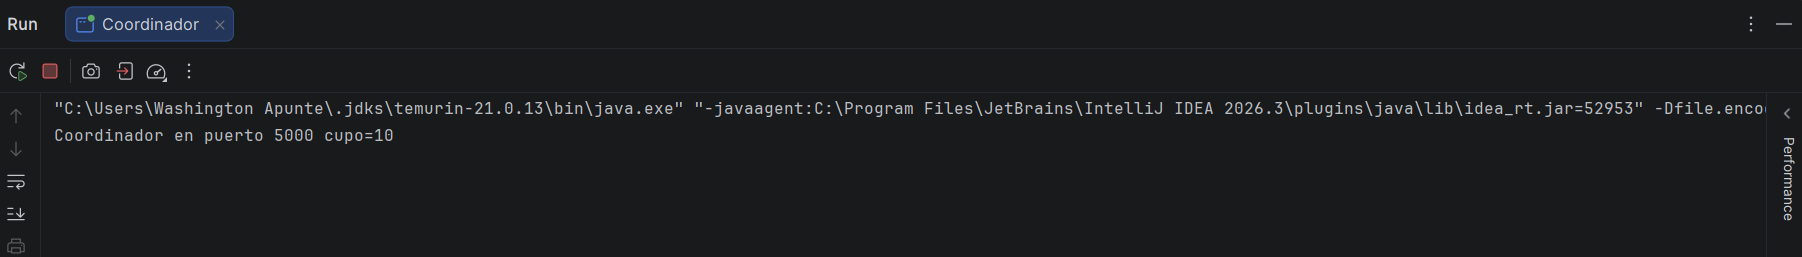 Run Coordinador
"C:\Users\Washington Apunte\.jdks\temurin-21.0.13\bin\java.exe" "-javaagent:C:\Program Files\JetBrains\IntelliJ IDEA 2026.3\plugins\java\lib\idea_rt.jar=52953" -Dfile.enco
Coordinador en puerto 5000 cupo=10
Performance